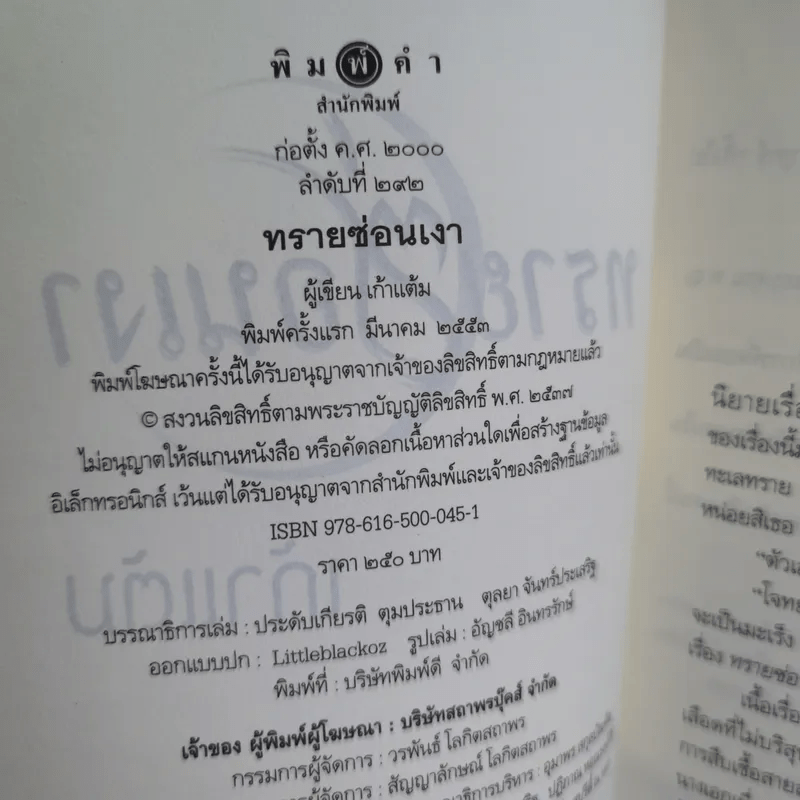 พิมพ์คำ
สำนักพิมพ์
ก่อตั้ง ค.ศ. ๒๐๐๐
ลำดับที่ ๒๙๒
ทรายซ่อนเงา
ผู้เขียน เก้าแต้ม
พิมพ์ครั้งแรก มีนาคม ๒๕๕๓
พิมพ์โฆษณาครั้งนี้ได้รับอนุญาตจากเจ้าของลิขสิทธิ์ตามกฎหมายแล้ว
© สงวนลิขสิทธิ์ตามพระราชบัญญัติลิขสิทธิ์ พ.ศ. ๒๕๓๗
ไม่อนุญาตให้สแกนหนังสือ หรือคัดลอกเนื้อหาส่วนใดเพื่อสร้างฐานข้อมูล
อิเล็กทรอนิกส์ เว้นแต่ได้รับอนุญาตจากสำนักพิมพ์และเจ้าของลิขสิทธิ์แล้วเท่านั้น
ISBN 978-616-500-045-1
ราคา ๒๕๐ บาท
บรรณาธิการเล่ม : ประดับเกียรติ ตุมประธาน ตุลยา จันทร์ประเสริฐ
ออกแบบปก : Littleblackoz รูปเล่ม : อัญชลี อินทรรักษ์
พิมพ์ที่ : บริษัทพิมพ์ดี จำกัด
เจ้าของ ผู้พิมพ์ผู้โฆษณา : บริษัทสถาพรบุ๊คส์ จำกัด
กรรมการผู้จัดการ : วรพันธ์ โลกิตสถาพร
ผู้จัดการ : สัญญาลักษณ์ โลกิตสถาพร
นิยายเรื่
ของเรื่องนี้ม
ทะเลทราย
หน่อยสิเธอ
“ตัวเ
“โจทย
จะเป็นมะเร็ง
เรื่อง ทรายซ่อ
เนื้อเรื่อ
เลือดที่ไม่บริสุท
การสืบเชื้อสาย
นางเอกเรื่อ